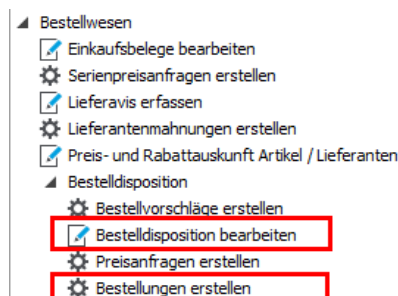 Bestellwesen
Einkaufsbelege bearbeiten
Serienpreisanfragen erstellen
Lieferavis erfassen
Lieferantenmahnungen erstellen
Preis- und Rabattauskunft Artikel / Lieferanten
Bestelldisposition
Bestellvorschläge erstellen
Bestelldisposition bearbeiten
Preisanfragen erstellen
Bestellungen erstellen